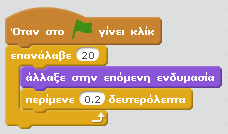 Όταν στο γίνει κλίκ
επανάλαβε 20
άλλαξε στην επόμενη ενδυμασία
περίμενε 0.2 δευτερόλεπτα